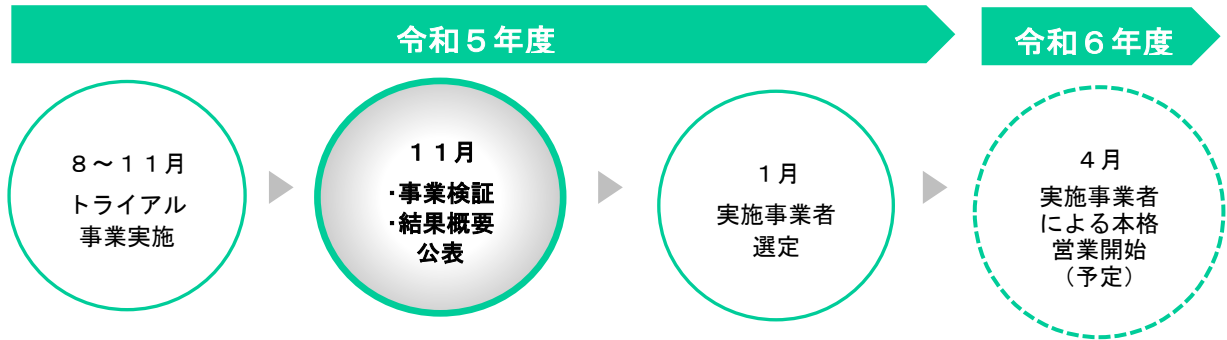 令和５年度
令和６年度
８～１１月
トライアル
事業実施
１１月
・事業検証
・結果概要
公表
１月
実施事業者
選定
４月
実施事業者
による本格
営業開始
（予定）